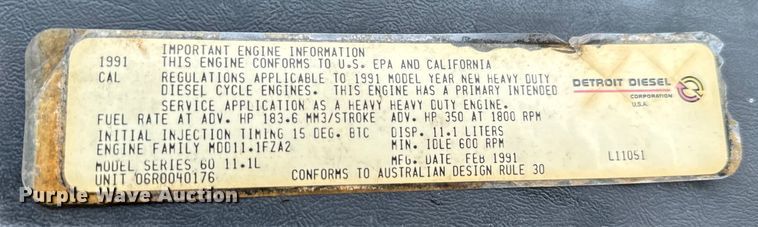 IMPORTANT ENGINE INFORMATION
1991 THIS ENGINE CONFORMS TO U.S. EPA AND CALIFORNIA
CAL REGULATIONS APPLICABLE TO 1991 MODEL YEAR NEW HEAVY DUTY
DIESEL CYCLE ENGINES. THIS ENGINE HAS A PRIMARY INTENDED
SERVICE APPLICATION AS A HEAVY HEAVY DUTY ENGINE.
FUEL RATE AT ADV. HP 183.6 MM3/STROKE ADV. HP 350 AT 1800 RPM
INITIAL INJECTION TIMING 15 DEG. BTC DISP. 11.1 LITERS
ENGINE FAMILY MDD11.1FZA2 MIN. IDLE 600 RPM
MODEL SERIES 60 11.1L MFG. DATE FEB 1991 L11051
UNIT 06R0040176 CONFORMS TO AUSTRALIAN DESIGN RULE 30
DETROIT DIESEL
CORPORATION
U.S.A.
Purple Wave Auction
Purple Wave Auction